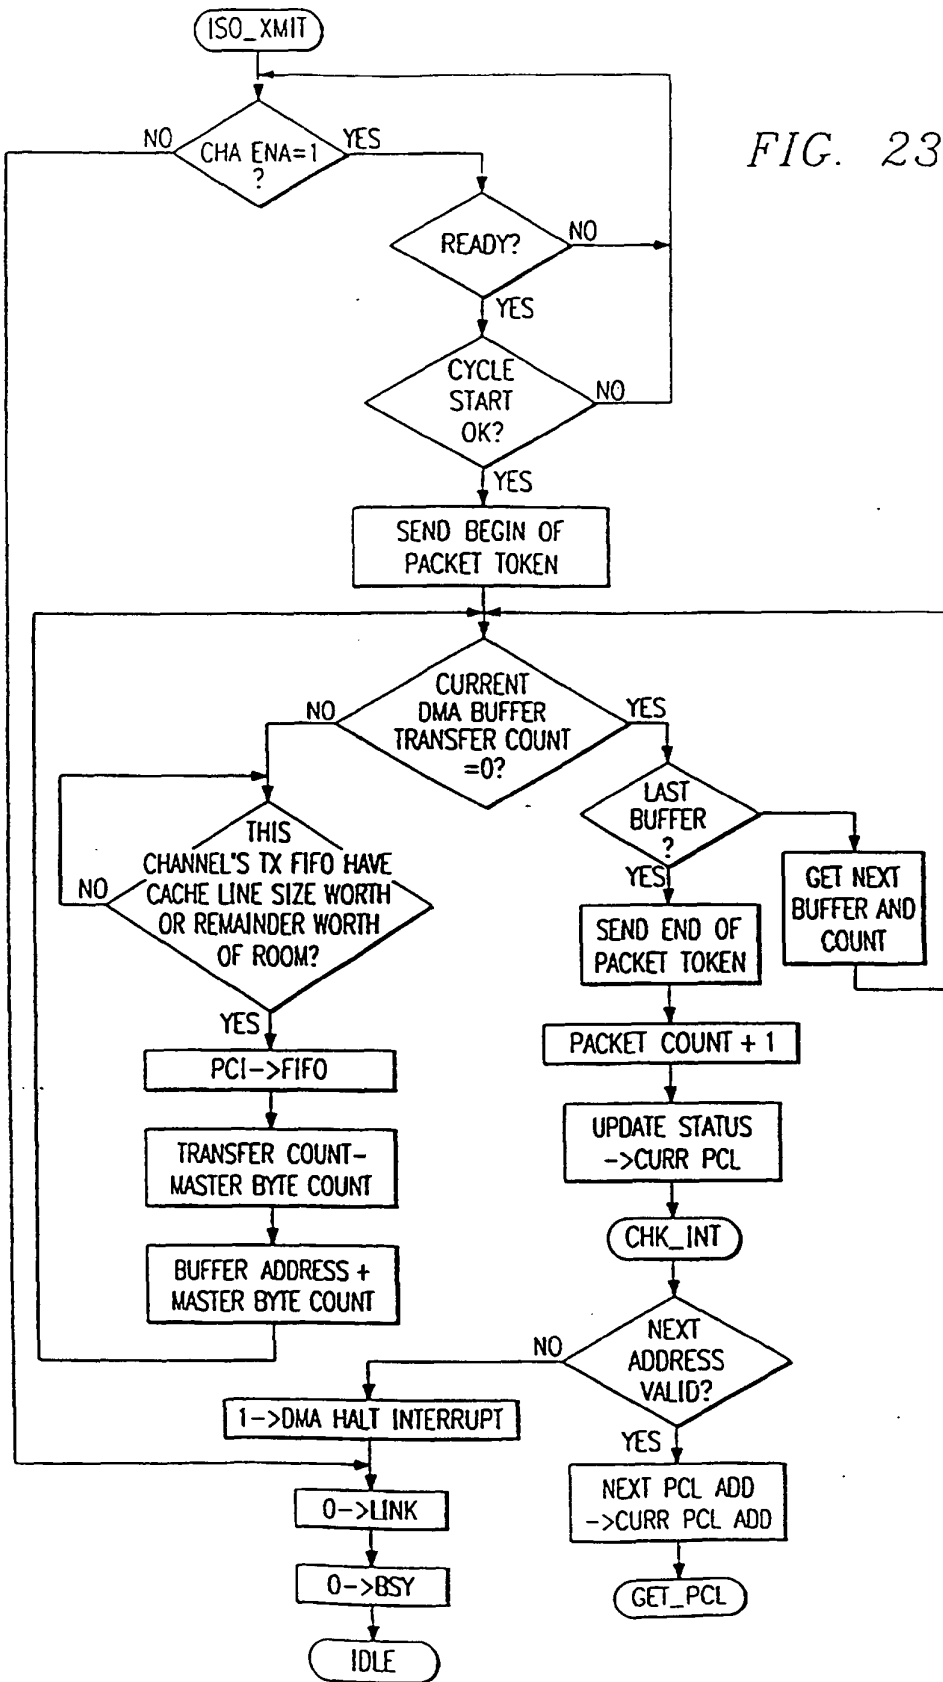 ISO_XMIT
FIG. 23
NO
YES
CHA ENA=1
?
READY?
NO
YES
CYCLE
START
OK?
NO
YES
SEND BEGIN OF
PACKET TOKEN
CURRENT
DMA BUFFER
TRANSFER COUNT
=0?
NO
YES
THIS
CHANNEL'S TX FIFO HAVE
CACHE LINE SIZE WORTH
OR REMAINDER WORTH
OF ROOM?
NO
YES
PCI->FIFO
TRANSFER COUNT-
MASTER BYTE COUNT
BUFFER ADDRESS +
MASTER BYTE COUNT
LAST
BUFFER
?
YES
GET NEXT
BUFFER AND
COUNT
SEND END OF
PACKET TOKEN
PACKET COUNT + 1
UPDATE STATUS
->CURR PCL
CHK_INT
NEXT
ADDRESS
VALID?
NO
YES
1->DMA HALT INTERRUPT
0->LINK
0->BSY
IDLE
NEXT PCL ADD
->CURR PCL ADD
GET_PCL